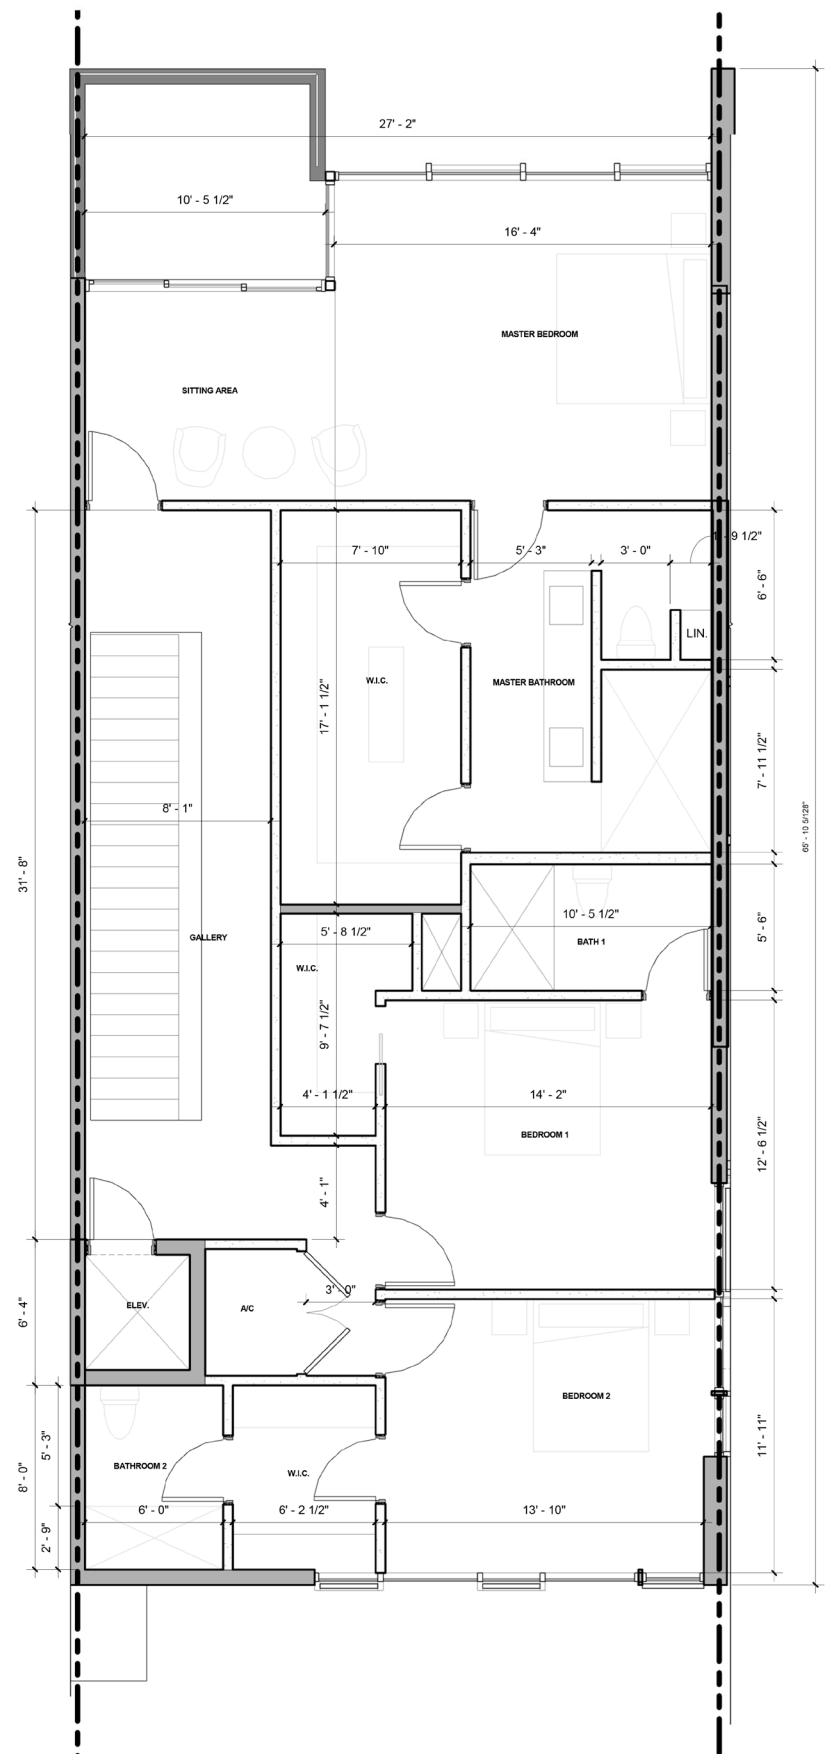 27' - 2"
10' - 5 1/2"
16' - 4"
MASTER BEDROOM
SITTING AREA
7' - 10"
5' - 3"
3' - 0"
- 9 1/2"
6' - 6"
LIN.
W.I.C.
MASTER BATHROOM
17' - 1 1/2"
7' - 11 1/2"
8' - 1"
65' - 10 5/128"
31' - 8"
10' - 5 1/2"
5' - 8 1/2"
GALLERY
BATH 1
5' - 6"
W.I.C.
9' - 7 1/2"
4' - 1 1/2"
14' - 2"
BEDROOM 1
12' - 6 1/2"
4' - 1"
3' - 0"
ELEV.
A/C
6' - 4"
BEDROOM 2
11' - 11"
5' - 3"
BATHROOM 2
W.I.C.
8' - 0"
6' - 0"
6' - 2 1/2"
13' - 10"
2' - 9"